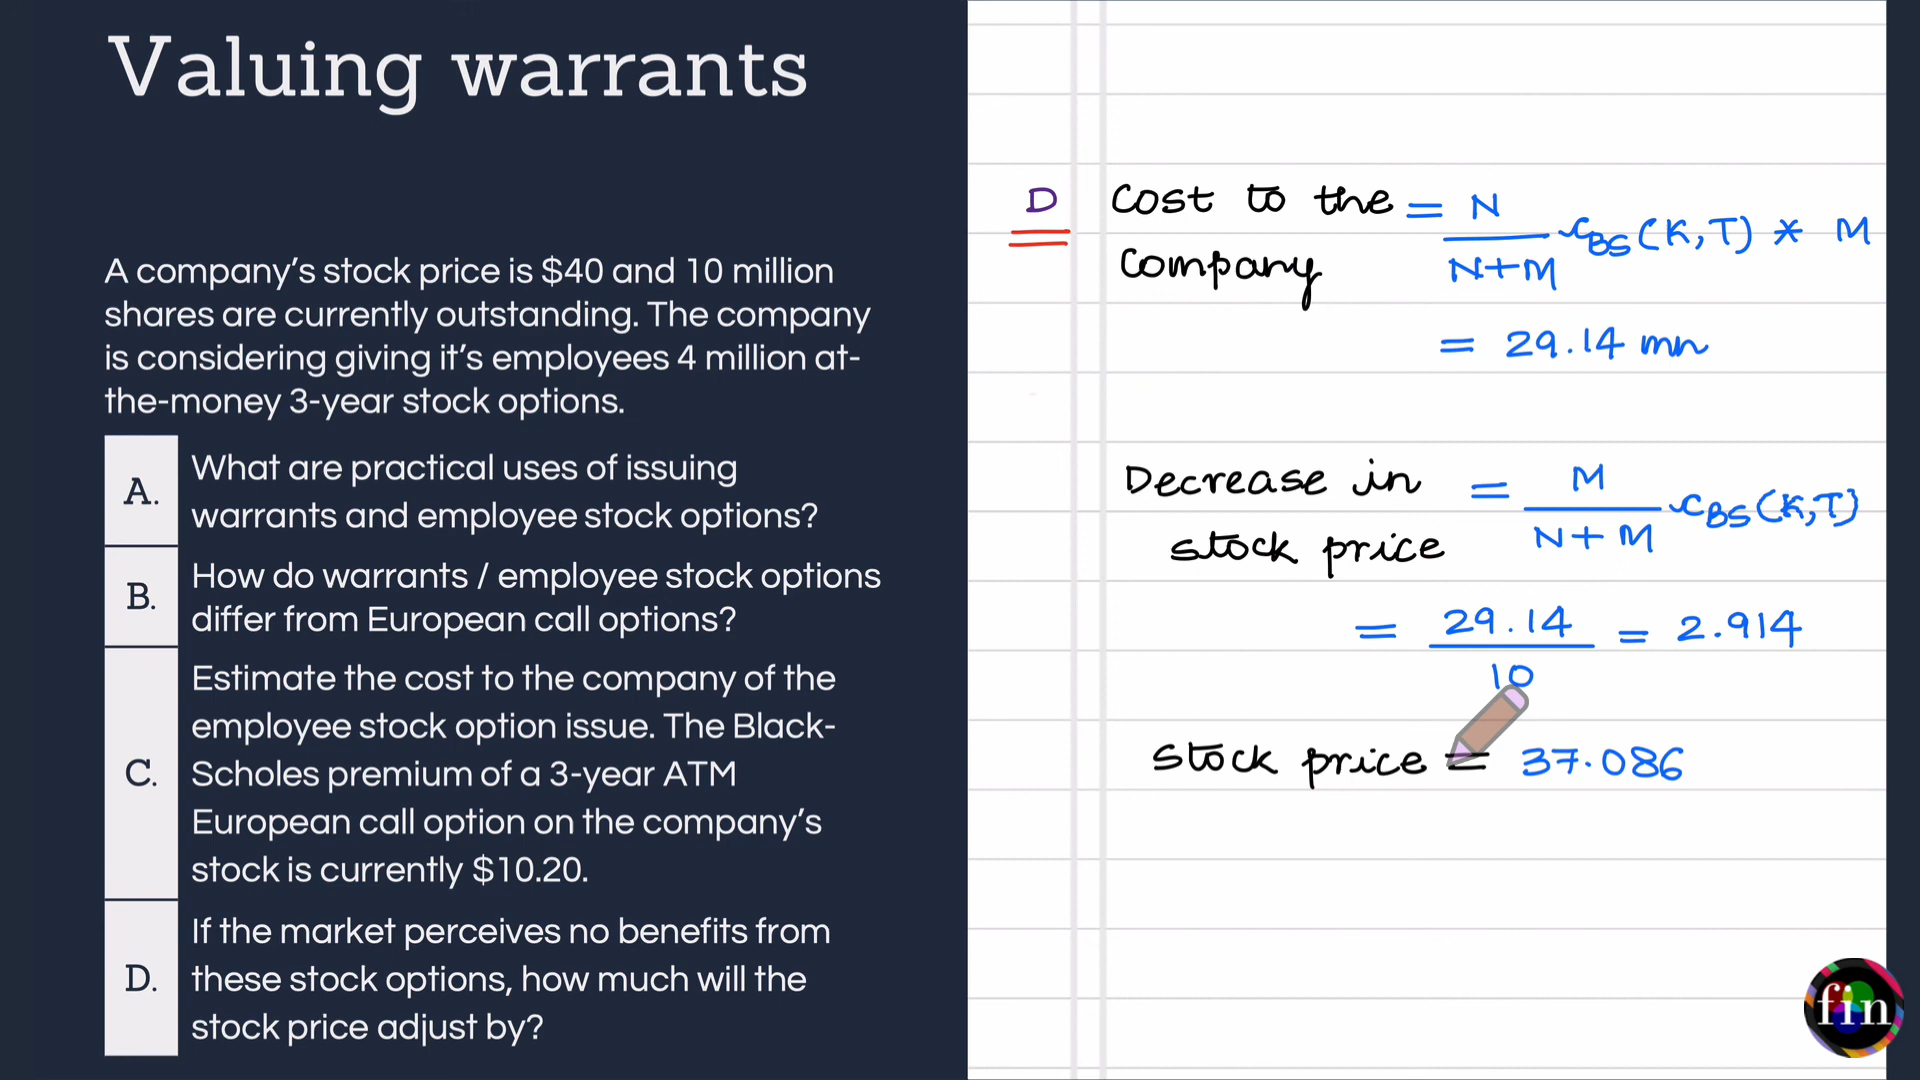 Valuing warrants
A company's stock price is $40 and 10 million
shares are currently outstanding. The company
is considering giving it's employees 4 million at-
the-money 3-year stock options.
A.
What are practical uses of issuing
warrants and employee stock options?
B.
How do warrants / employee stock options
differ from European call options?
C.
Estimate the cost to the company of the
employee stock option issue. The Black-
Scholes premium of a 3-year ATM
European call option on the company's
stock is currently $10.20.
D.
If the market perceives no benefits from
these stock options, how much will the
stock price adjust by?
D
Cost to the company = N / N+M c_BS(K,T) * M
= 29.14 mn
Decrease in stock price = M / N+M c_BS(K,T)
= 29.14 / 10 = 2.914
stock price = 37.086
fin